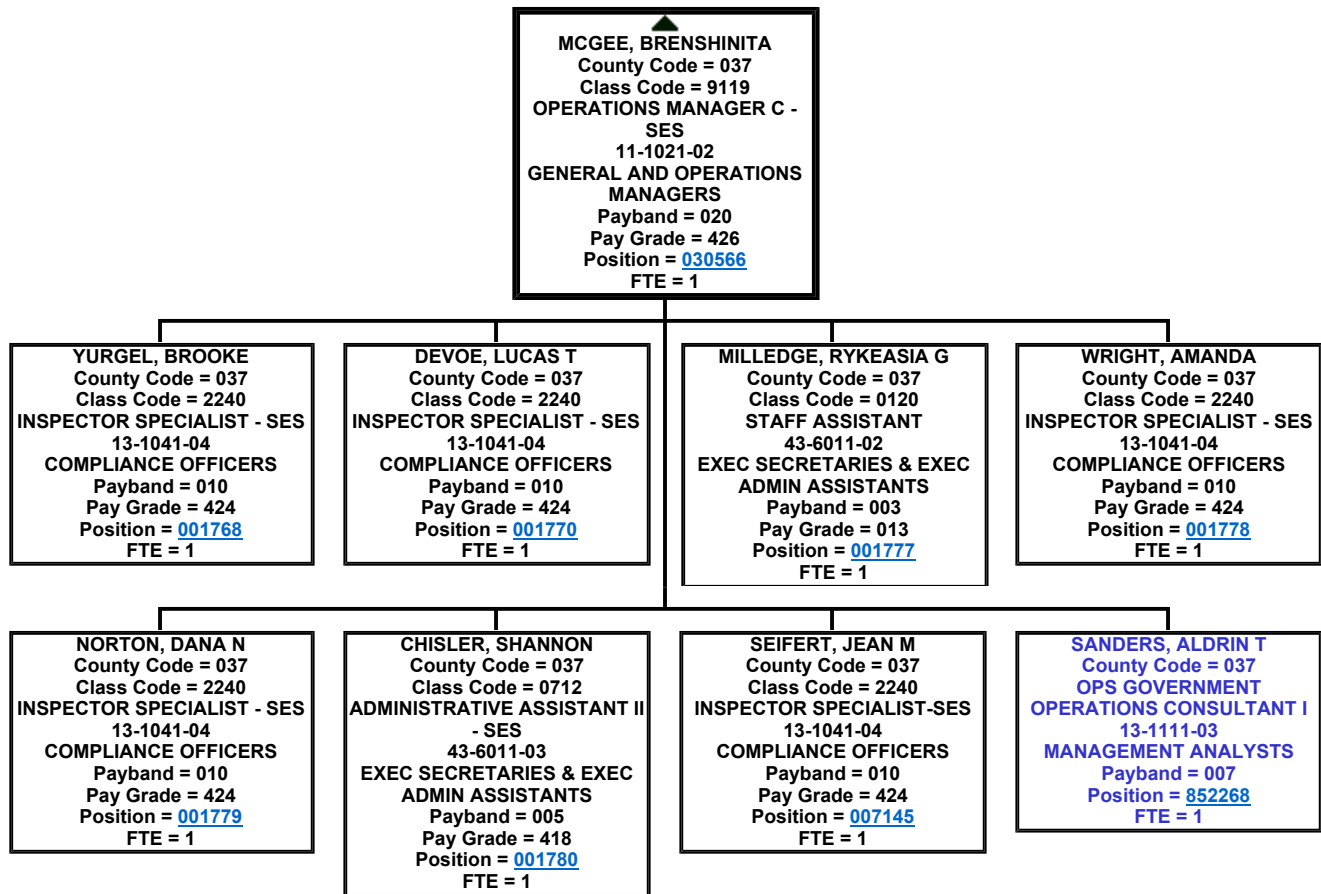 MCGEE, BRENSHINITA
County Code = 037
Class Code = 9119
OPERATIONS MANAGER C -
SES
11-1021-02
GENERAL AND OPERATIONS
MANAGERS
Payband = 020
Pay Grade = 426
Position = 030566
FTE = 1
YURGEL, BROOKE
County Code = 037
Class Code = 2240
INSPECTOR SPECIALIST - SES
13-1041-04
COMPLIANCE OFFICERS
Payband = 010
Pay Grade = 424
Position = 001768
FTE = 1
DEVOE, LUCAS T
County Code = 037
Class Code = 2240
INSPECTOR SPECIALIST - SES
13-1041-04
COMPLIANCE OFFICERS
Payband = 010
Pay Grade = 424
Position = 001770
FTE = 1
MILLEDGE, RYKEASIA G
County Code = 037
Class Code = 0120
STAFF ASSISTANT
43-6011-02
EXEC SECRETARIES & EXEC
ADMIN ASSISTANTS
Payband = 003
Pay Grade = 013
Position = 001777
FTE = 1
WRIGHT, AMANDA
County Code = 037
Class Code = 2240
INSPECTOR SPECIALIST - SES
13-1041-04
COMPLIANCE OFFICERS
Payband = 010
Pay Grade = 424
Position = 001778
FTE = 1
NORTON, DANA N
County Code = 037
Class Code = 2240
INSPECTOR SPECIALIST - SES
13-1041-04
COMPLIANCE OFFICERS
Payband = 010
Pay Grade = 424
Position = 001779
FTE = 1
CHISLER, SHANNON
County Code = 037
Class Code = 0712
ADMINISTRATIVE ASSISTANT II
- SES
43-6011-03
EXEC SECRETARIES & EXEC
ADMIN ASSISTANTS
Payband = 005
Pay Grade = 418
Position = 001780
FTE = 1
SEIFERT, JEAN M
County Code = 037
Class Code = 2240
INSPECTOR SPECIALIST-SES
13-1041-04
COMPLIANCE OFFICERS
Payband = 010
Pay Grade = 424
Position = 007145
FTE = 1
SANDERS, ALDRIN T
County Code = 037
OPS GOVERNMENT
OPERATIONS CONSULTANT I
13-1111-03
MANAGEMENT ANALYSTS
Payband = 007
Position = 852268
FTE = 1